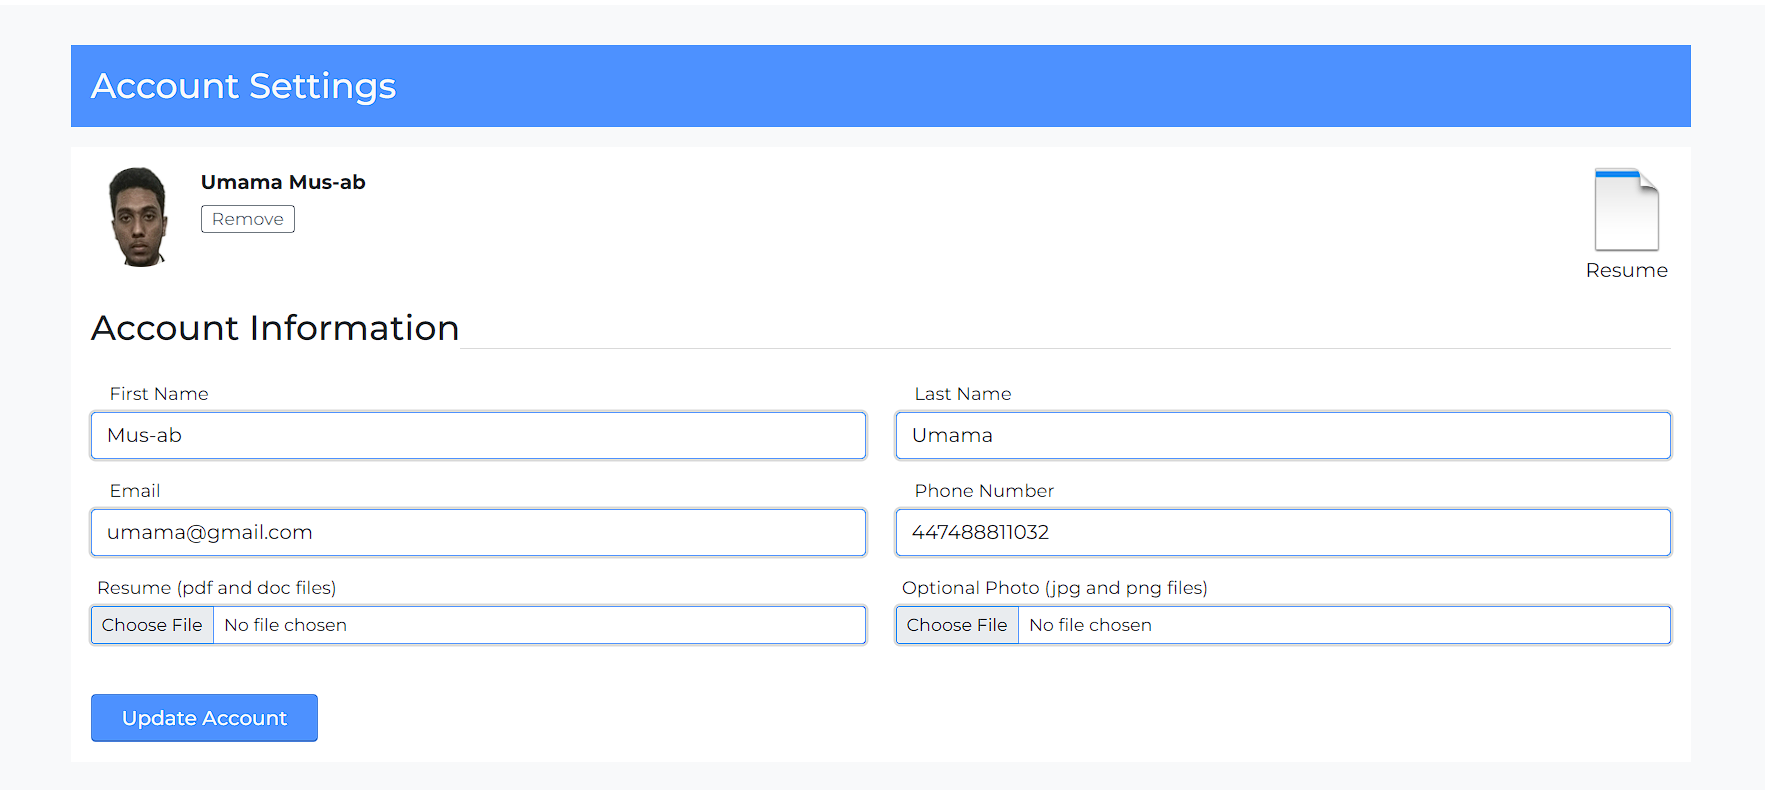 Account Settings
Umama Mus-ab
Remove
Resume
Account Information
First Name
Last Name
Mus-ab
Umama
Email
Phone Number
umama@gmail.com
447488811032
Resume (pdf and doc files)
Optional Photo (jpg and png files)
Choose File No file chosen
Choose File No file chosen
Update Account